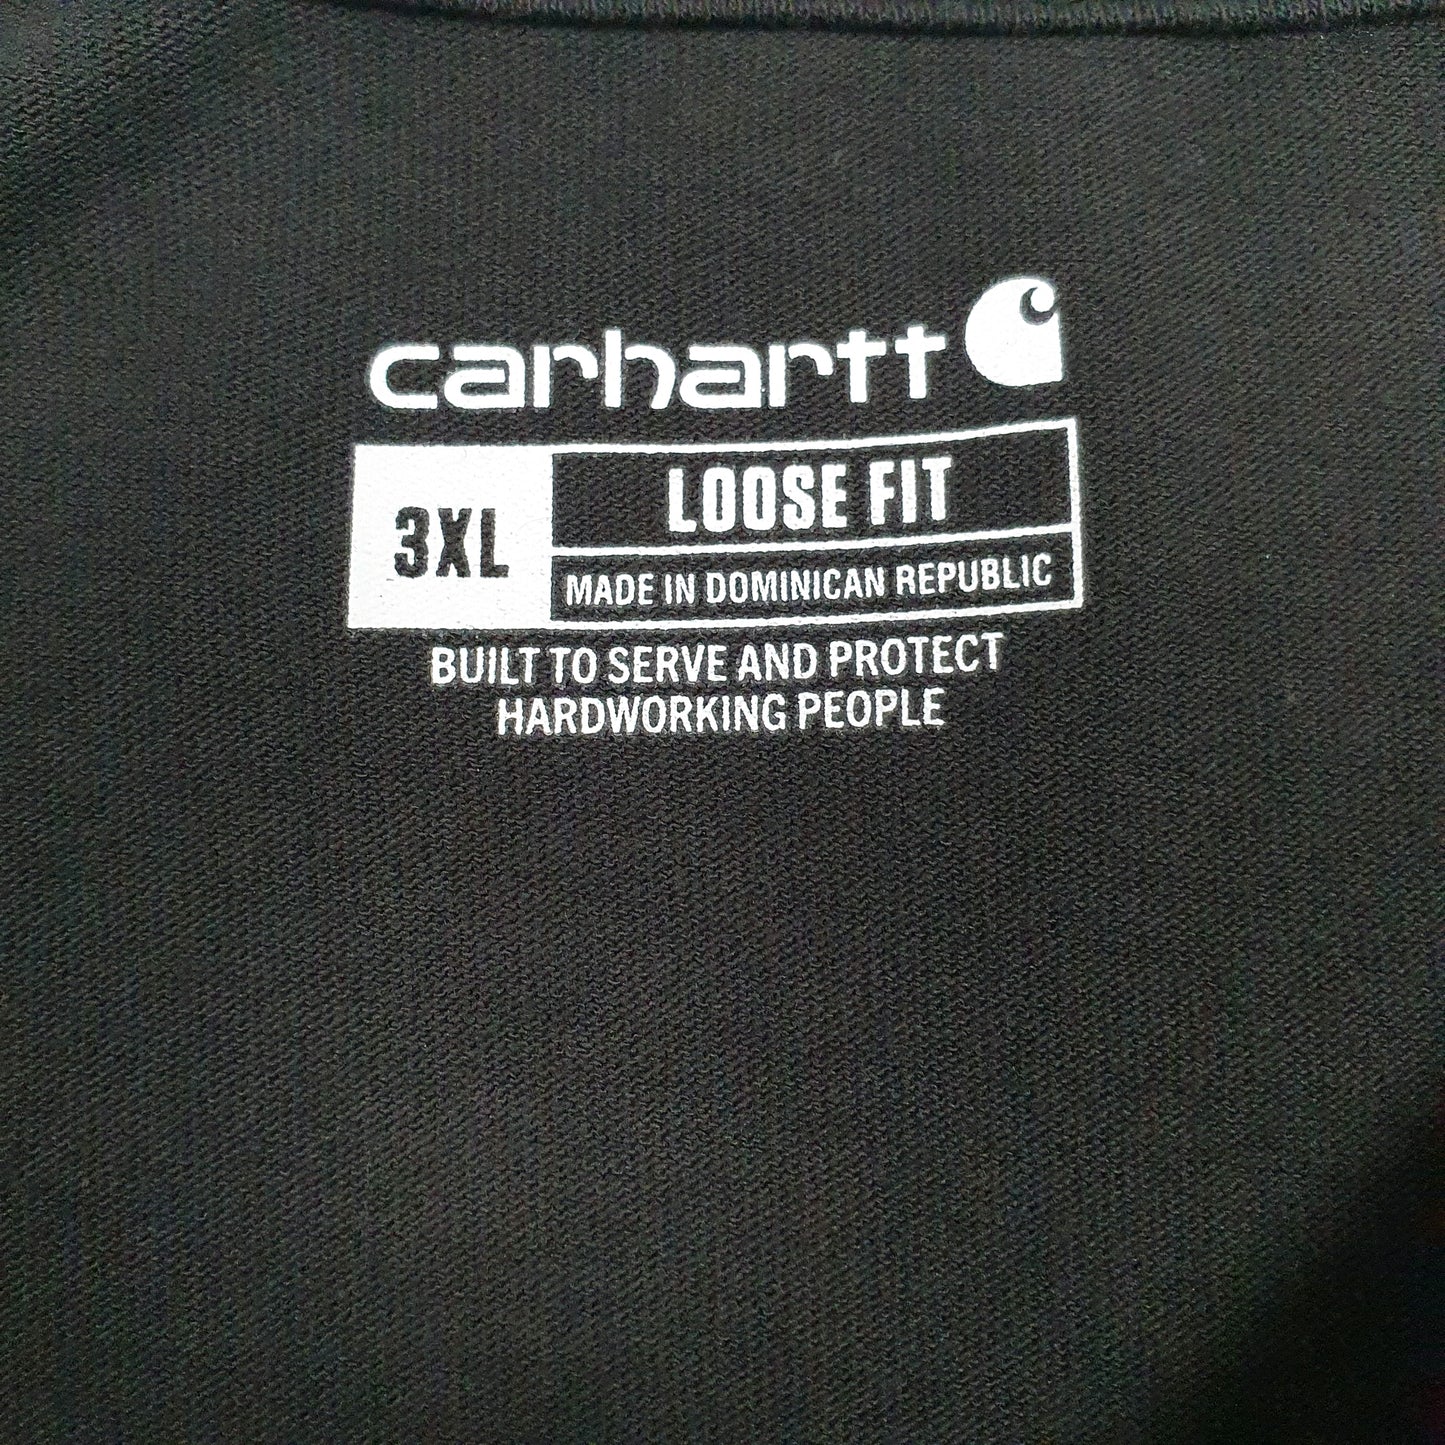 carhartt
3XL
LOOSE FIT
MADE IN DOMINICAN REPUBLIC
BUILT TO SERVE AND PROTECT
HARDWORKING PEOPLE